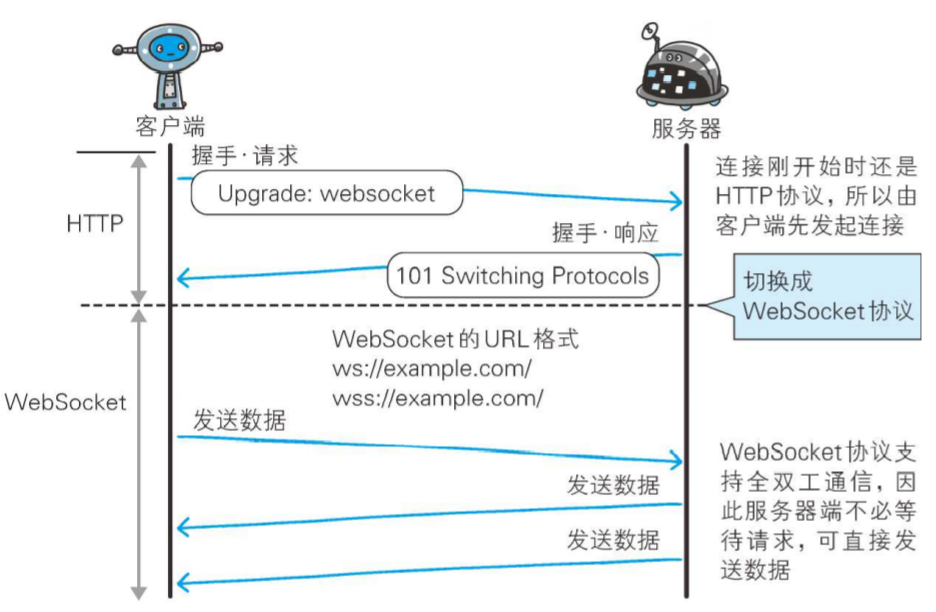 客户端
服务器
握手·请求
Upgrade: websocket
HTTP
连接刚开始时还是
HTTP协议，所以由
客户端先发起连接
握手·响应
101 Switching Protocols
切换成
WebSocket协议
WebSocket的URL格式
ws://example.com/
wss://example.com/
WebSocket
发送数据
WebSocket协议支
持全双工通信，因
此服务器端不必等
待请求，可直接发
送数据
发送数据
发送数据